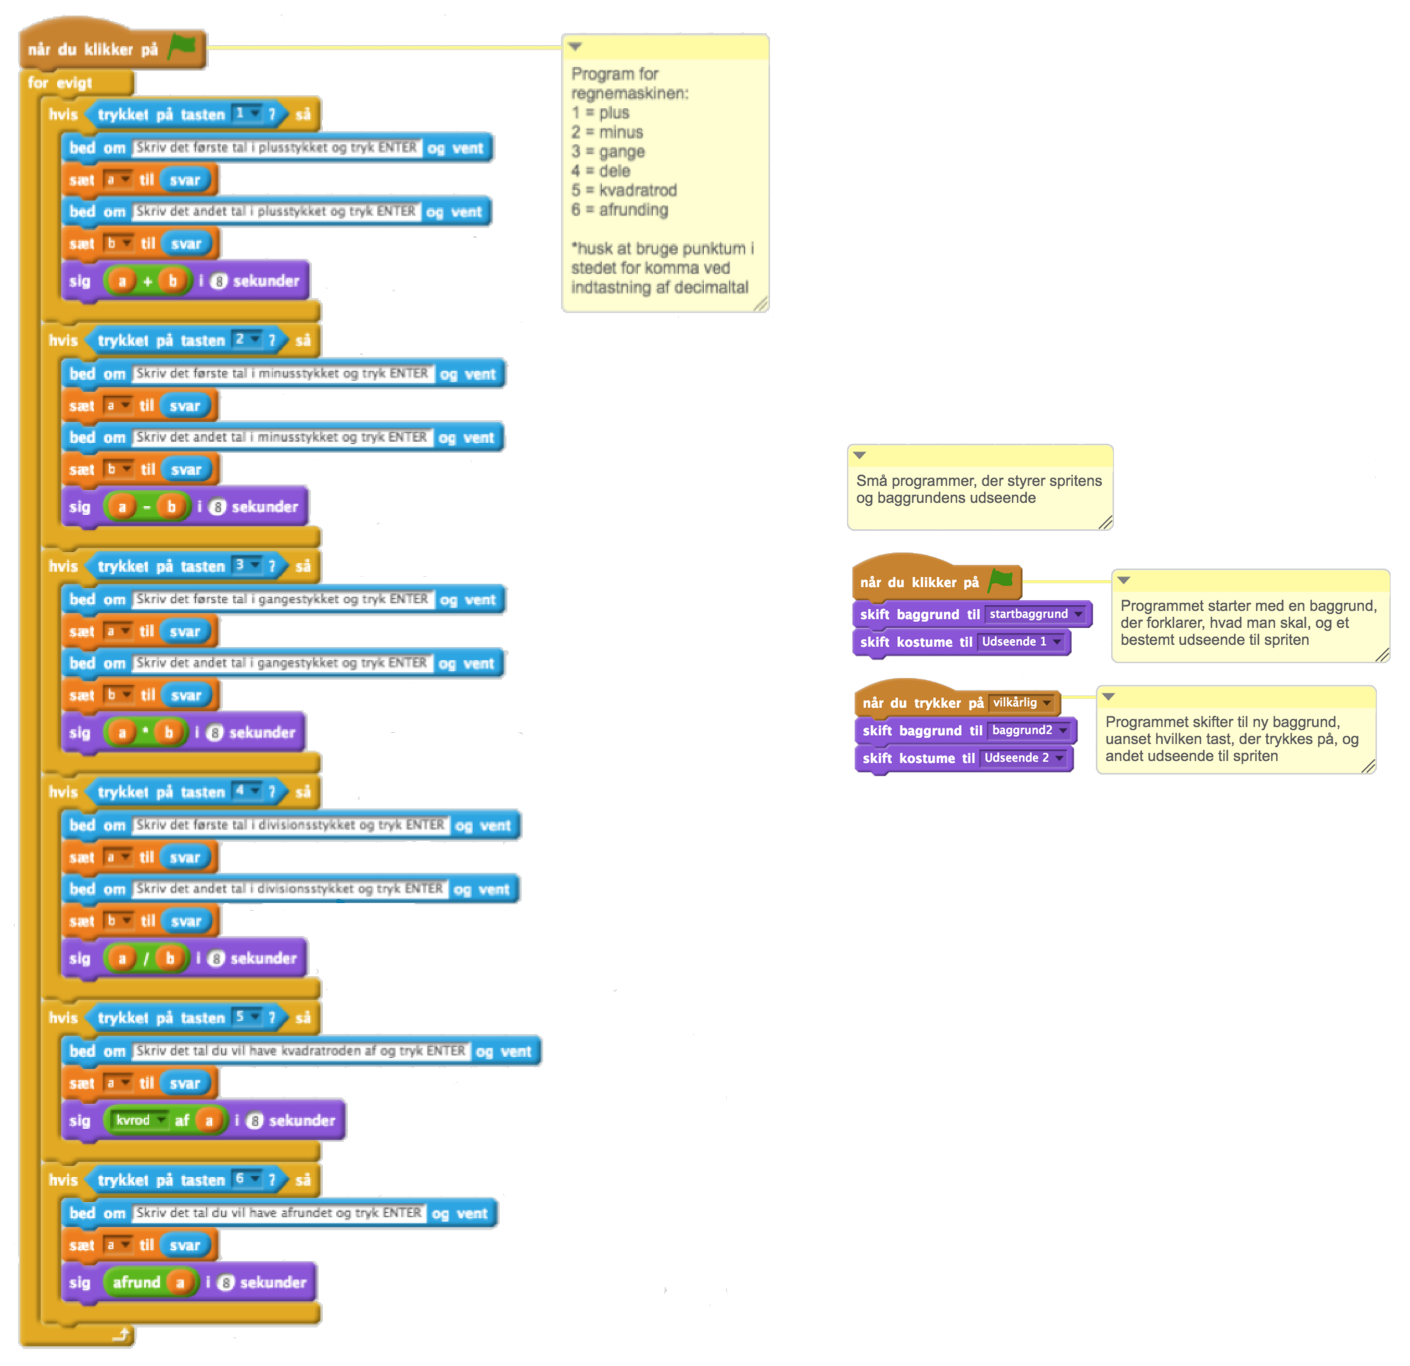 når du klikker på
for evigt
hvis trykket på tasten 1 ? så
bed om Skriv det første tal i plusstykket og tryk ENTER og vent
sæt a til svar
bed om Skriv det andet tal i plusstykket og tryk ENTER og vent
sæt b til svar
sig a + b i 8 sekunder
hvis trykket på tasten 2 ? så
bed om Skriv det første tal i minusstykket og tryk ENTER og vent
sæt a til svar
bed om Skriv det andet tal i minusstykket og tryk ENTER og vent
sæt b til svar
sig a - b i 8 sekunder
hvis trykket på tasten 3 ? så
bed om Skriv det første tal i gangestykket og tryk ENTER og vent
sæt a til svar
bed om Skriv det andet tal i gangestykket og tryk ENTER og vent
sæt b til svar
sig a * b i 8 sekunder
hvis trykket på tasten 4 ? så
bed om Skriv det første tal i divisionsstykket og tryk ENTER og vent
sæt a til svar
bed om Skriv det andet tal i divisionsstykket og tryk ENTER og vent
sæt b til svar
sig a / b i 8 sekunder
hvis trykket på tasten 5 ? så
bed om Skriv det tal du vil have kvadratroden af og tryk ENTER og vent
sæt a til svar
sig kvrod af a i 8 sekunder
hvis trykket på tasten 6 ? så
bed om Skriv det tal du vil have afrundet og tryk ENTER og vent
sæt a til svar
sig afrund a i 8 sekunder
Program for
regnemaskinen:
1 = plus
2 = minus
3 = gange
4 = dele
5 = kvadratrod
6 = afrunding
*husk at bruge punktum i
stedet for komma ved
indtastning af decimaltal
Små programmer, der styrer spritens
og baggrundens udseende
når du klikker på
skift baggrund til startbaggrund
skift kostume til Udseende 1
Programmet starter med en baggrund,
der forklarer, hvad man skal, og et
bestemt udseende til spriten
når du trykker på vilkårlig
skift baggrund til baggrund2
skift kostume til Udseende 2
Programmet skifter til ny baggrund,
uanset hvilken tast, der trykkes på, og
andet udseende til spriten